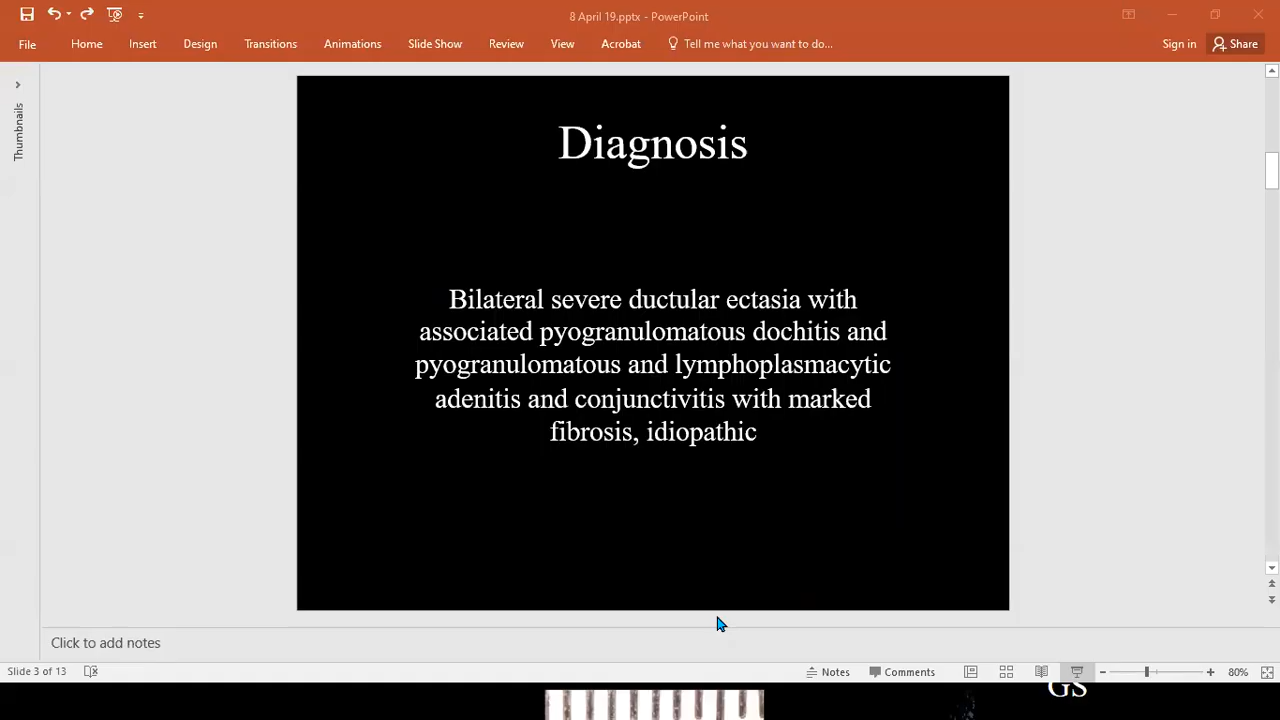 8 April 19.pptx - PowerPoint
File Home Insert Design Transitions Animations Slide Show Review View Acrobat Tell me what you want to do... Sign in Share
Thumbnails
Diagnosis
Bilateral severe ductular ectasia with
associated pyogranulomatous dochitis and
pyogranulomatous and lymphoplasmacytic
adenitis and conjunctivitis with marked
fibrosis, idiopathic
Click to add notes
Slide 3 of 13 Notes Comments 80%
GS